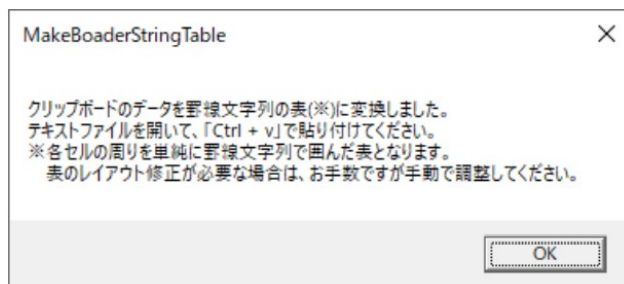 MakeBoaderStringTable
クリップボードのデータを罫線文字列の表(※)に変換しました。
テキストファイルを開いて、「Ctrl + v」で貼り付けてください。
※各セルの周りを単純に罫線文字列で囲んだ表となります。
表のレイアウト修正が必要な場合は、お手数ですが手動で調整してください。
OK